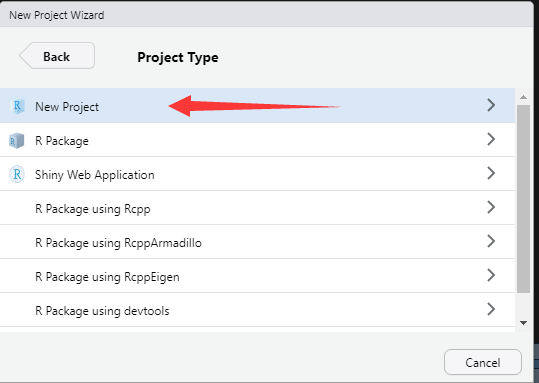 New Project Wizard
Back
Project Type
New Project
R Package
Shiny Web Application
R Package using Rcpp
R Package using RcppArmadillo
R Package using RcppEigen
R Package using devtools
Cancel